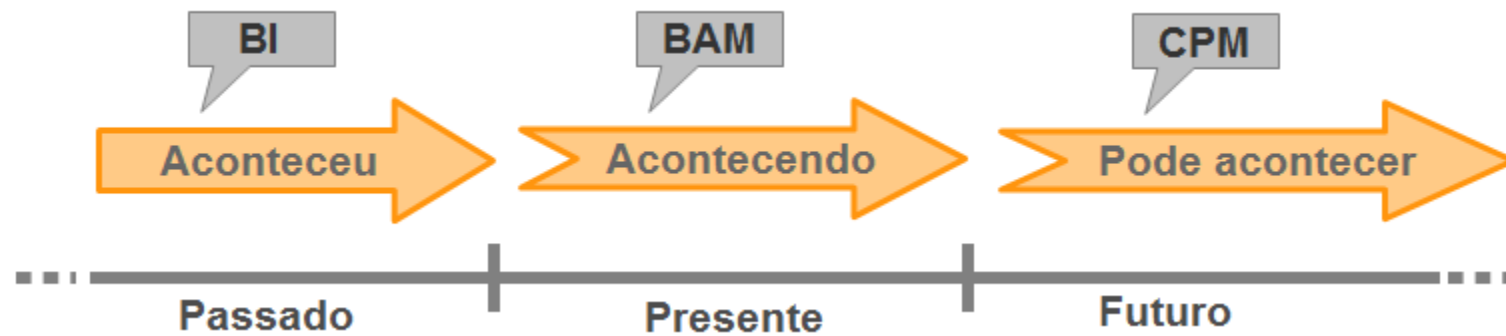 BI
BAM
CPM
Aconteceu
Acontecendo
Pode acontecer
Passado
Presente
Futuro